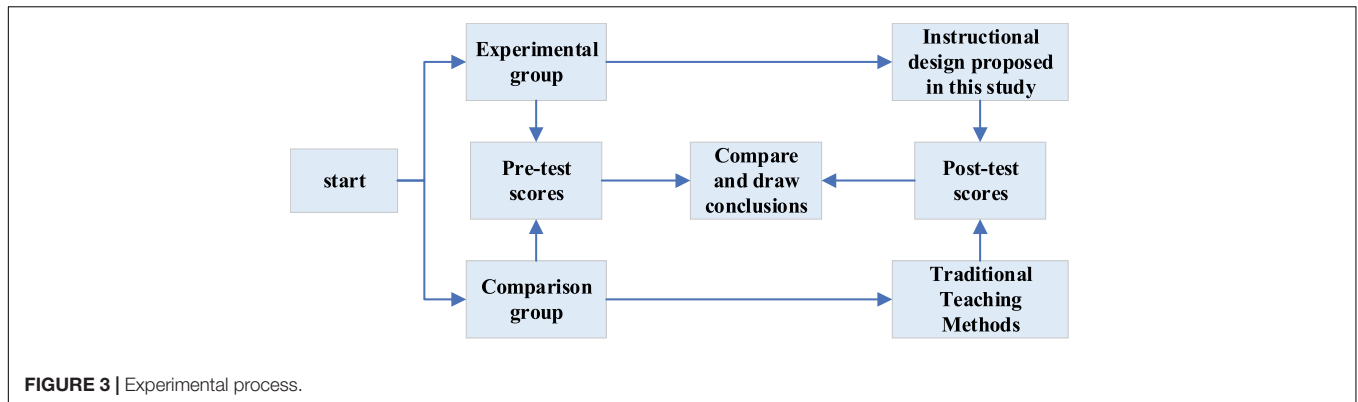 Experimental
group
Instructional
design proposed
in this study
start
Pre-test
scores
Compare
and draw
conclusions
Post-test
scores
Comparison
group
Traditional
Teaching
Methods
FIGURE 3 | Experimental process.